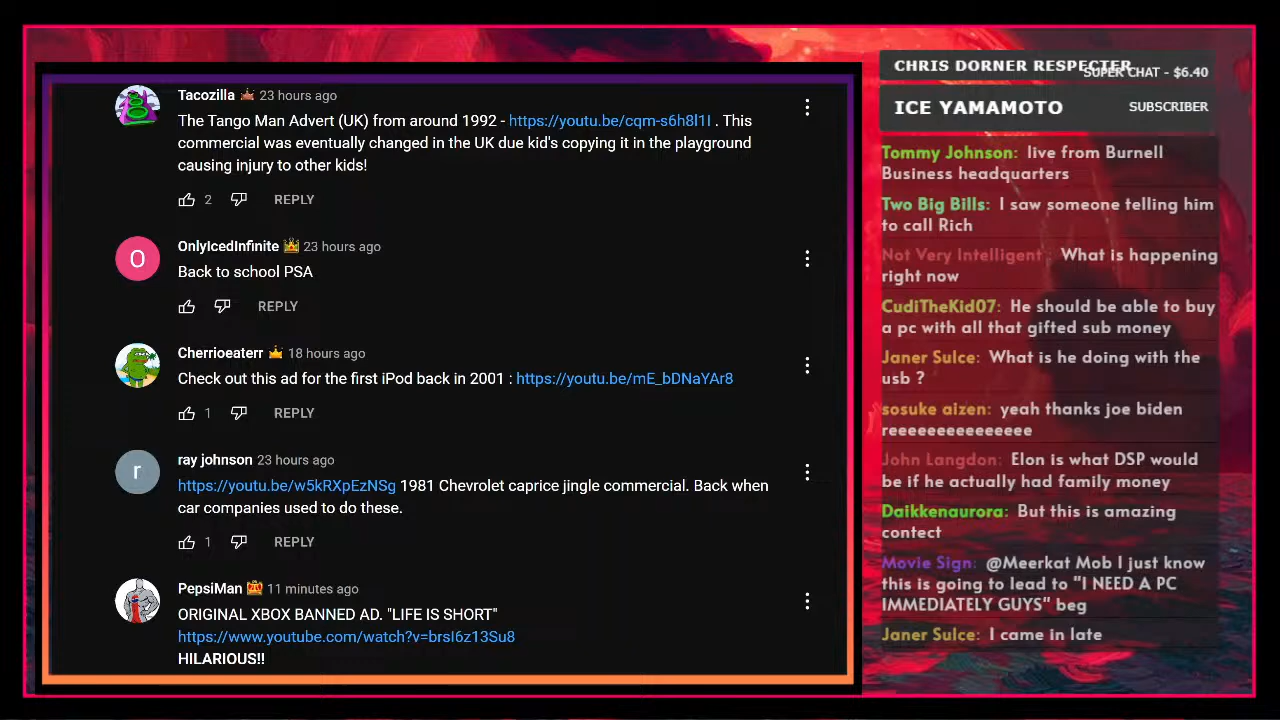 Tacozilla 23 hours ago
The Tango Man Advert (UK) from around 1992 - https://youtu.be/cqm-s6h8l1I . This
commercial was eventually changed in the UK due kid's copying it in the playground
causing injury to other kids!
2 REPLY
O
OnlyIcedInfinite 23 hours ago
Back to school PSA
REPLY
Cherrioeaterr 18 hours ago
Check out this ad for the first iPod back in 2001 : https://youtu.be/mE_bDNaYAr8
1 REPLY
r
ray johnson 23 hours ago
https://youtu.be/w5kRXpEzNSg 1981 Chevrolet caprice jingle commercial. Back when
car companies used to do these.
1 REPLY
PepsiMan 11 minutes ago
ORIGINAL XBOX BANNED AD. "LIFE IS SHORT"
https://www.youtube.com/watch?v=brsI6z13Su8
HILARIOUS!!
CHRIS DORNER RESPECTER
SUPER CHAT - $6.40
ICE YAMAMOTO SUBSCRIBER
Tommy Johnson: live from Burnell
Business headquarters
Two Big Bills: I saw someone telling him
to call Rich
Not Very Intelligent : What is happening
right now
CudiTheKid07: He should be able to buy
a pc with all that gifted sub money
Janer Sulce: What is he doing with the
usb ?
sosuke aizen: yeah thanks joe biden
reeeeeeeeeeeeeee
John Langdon: Elon is what DSP would
be if he actually had family money
Daikkenaurora: But this is amazing
contect
Movie Sign: @Meerkat Mob I just know
this is going to lead to "I NEED A PC
IMMEDIATELY GUYS" beg
Janer Sulce: I came in late